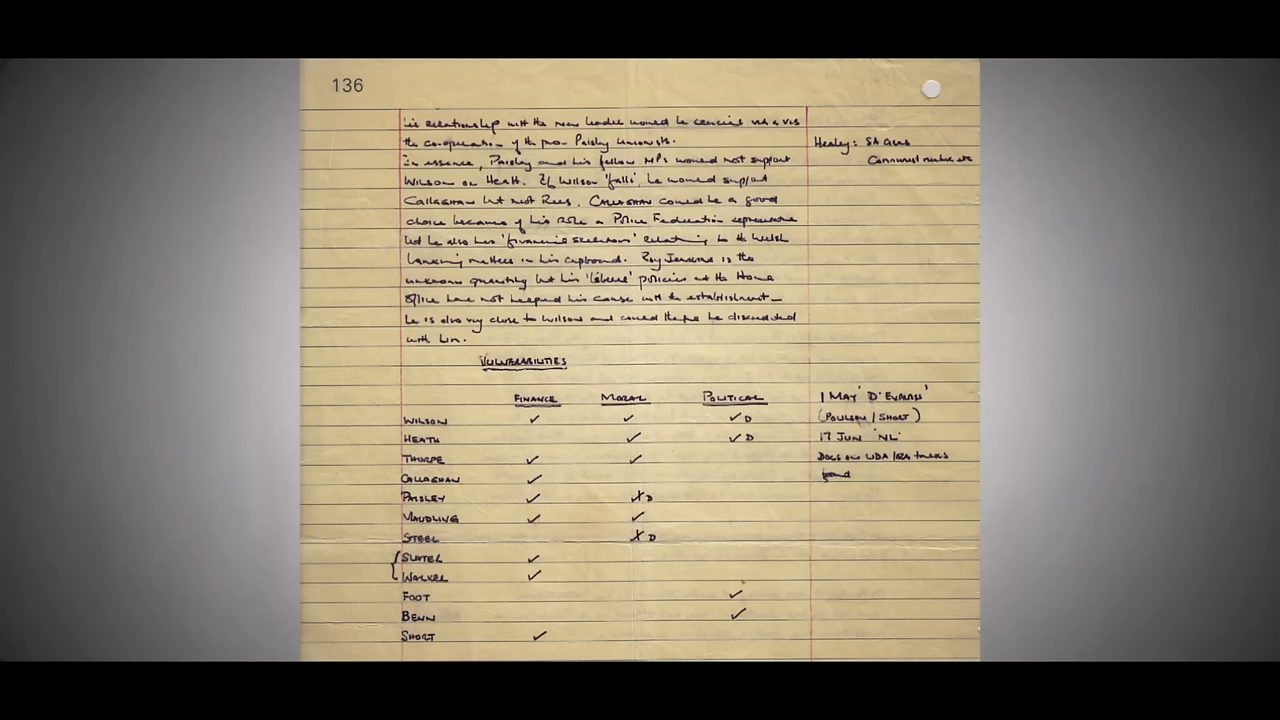 136
his relationship with the new leader would be crucial vis a vis
the co-operation of the pro-Paisley Unionists.
Healey: SA
Communist
In essence, Paisley and his fellow MPs would not support
Wilson or Heath. If Wilson 'falls', he would support
Callaghan but not Rees. CALLAGHAN could be a good
choice because of his role a Police Federation representative
but he also has 'financial skeletons' relating to the Welsh
banking matters in his cupboard. Roy Jenkins is the
unknown quantity but his 'liberal' policies at the Home
Office have not helped his cause with the establishment -
he is also very close to Wilson and could be discredited
with him.
VULNERABILITIES
FINANCE MORAL POLITICAL
1 MAY 'D. EXPRESS'
WILSON ✓ ✓ ✓ D
(POULSON / SHORT)
HEATH ✓ ✓ D
17 JUN 'NL'
THORPE ✓ ✓
DOCS ON UDA/IRA talks
found
CALLAGHAN ✓
PAISLEY ✓ ✗ D
MAUDLING ✓ ✓
STEEL ✗ D
SLATER ✓
WALKER ✓
FOOT ✓
BENN ✓
SHORT ✓